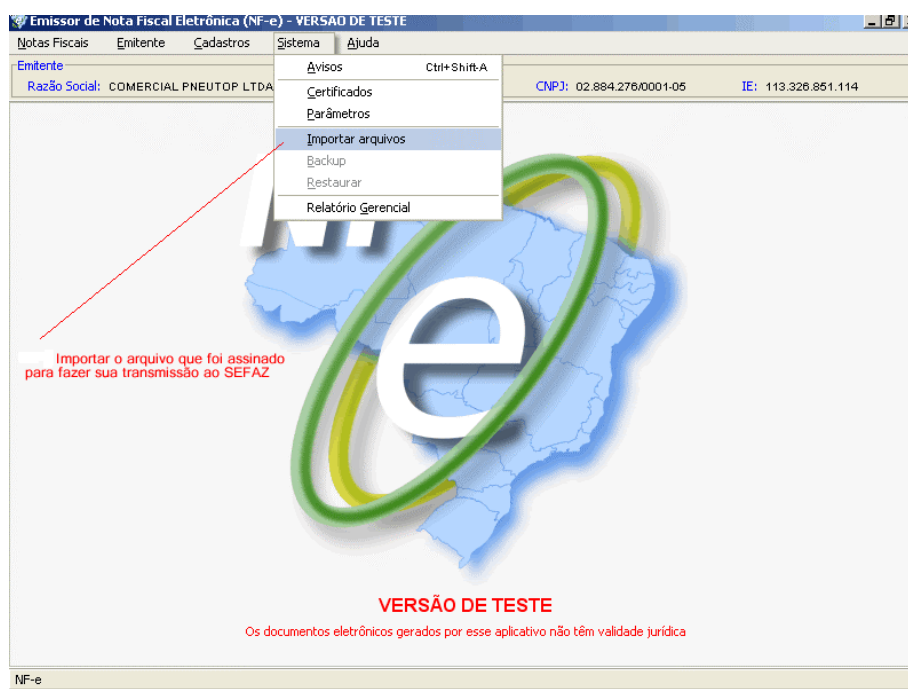 Emissor de Nota Fiscal Eletrônica (NF-e) - VERSAO DE TESTE
Notas Fiscais Emitente Cadastros Sistema Ajuda
Emitente
Razão Social: COMERCIAL PNEUTOP LTDA CNPJ: 02.884.276/0001-05 IE: 113.326.851.114
Avisos Ctrl+Shift-A
Certificados
Parâmetros
Importar arquivos
Backup
Restaurar
Relatório Gerencial
NF
e
Importar o arquivo que foi assinado
para fazer sua transmissão ao SEFAZ
VERSÃO DE TESTE
Os documentos eletrônicos gerados por esse aplicativo não têm validade jurídica
NF-e